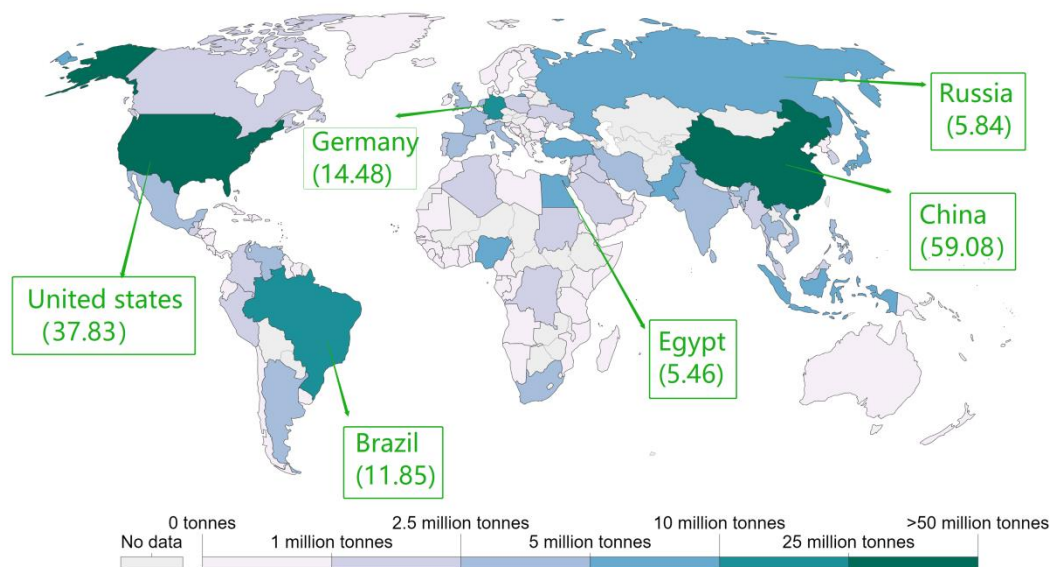 Russia
(5.84)
Germany
(14.48)
China
(59.08)
United states
(37.83)
Egypt
(5.46)
Brazil
(11.85)
0 tonnes 2.5 million tonnes 10 million tonnes >50 million tonnes
No data 1 million tonnes 5 million tonnes 25 million tonnes